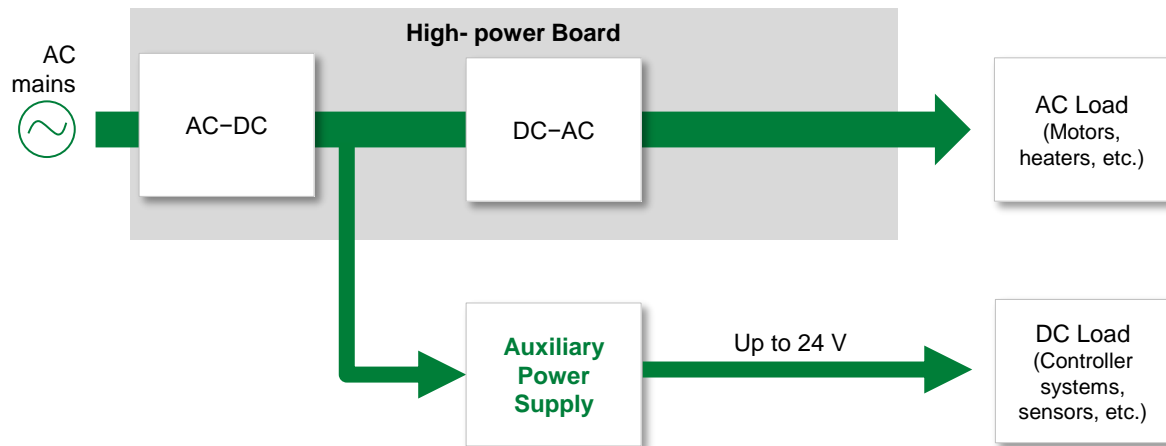 High- power Board
AC
mains
AC−DC
DC−AC
AC Load
(Motors,
heaters, etc.)
Auxiliary
Power
Supply
Up to 24 V
DC Load
(Controller
systems,
sensors, etc.)